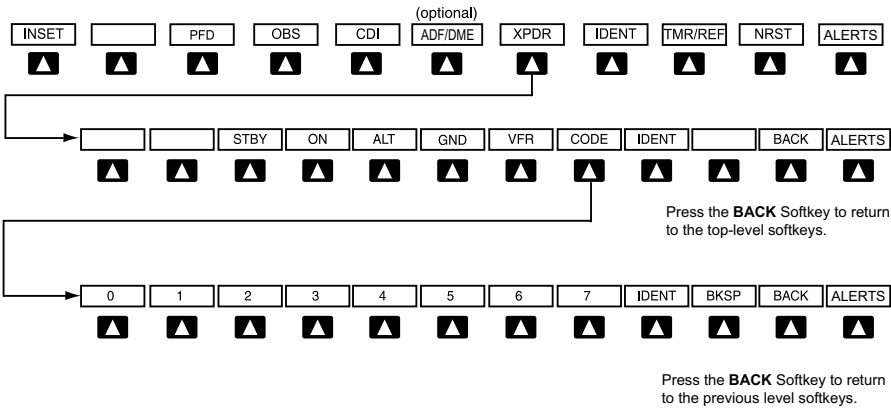 (optional)
INSET PFD OBS CDI ADF/DME XPDR IDENT TMR/REF NRST ALERTS
STBY ON ALT GND VFR CODE IDENT BACK ALERTS
Press the BACK Softkey to return
to the top-level softkeys.
0 1 2 3 4 5 6 7 IDENT BKSP BACK ALERTS
Press the BACK Softkey to return
to the previous level softkeys.